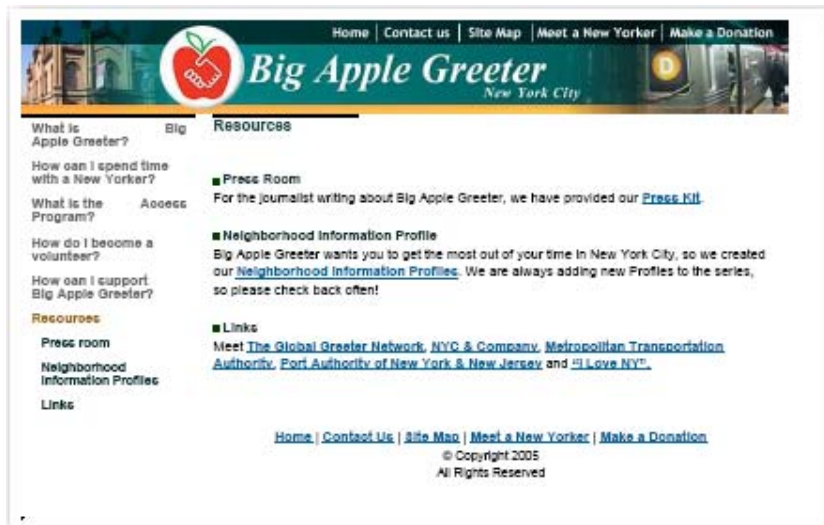 Home | Contact us | Site Map | Meet a New Yorker | Make a Donation
Big Apple Greeter
New York City
D
What is Big
Apple Greeter?
How can I spend time
with a New Yorker?
What is the Access
Program?
How do I become a
volunteer?
How can I support
Big Apple Greeter?
Resources
Press room
Neighborhood
Information Profiles
Links
Resources
Press Room
For the journalist writing about Big Apple Greeter, we have provided our Press Kit.
Neighborhood Information Profile
Big Apple Greeter wants you to get the most out of your time in New York City, so we created
our Neighborhood Information Profiles. We are always adding new Profiles to the series,
so please check back often!
Links
Meet The Global Greeter Network, NYC & Company, Metropolitan Transportation
Authority, Port Authority of New York & New Jersey and "I Love NY".
Home | Contact Us | Site Map | Meet a New Yorker | Make a Donation
© Copyright 2005
All Rights Reserved